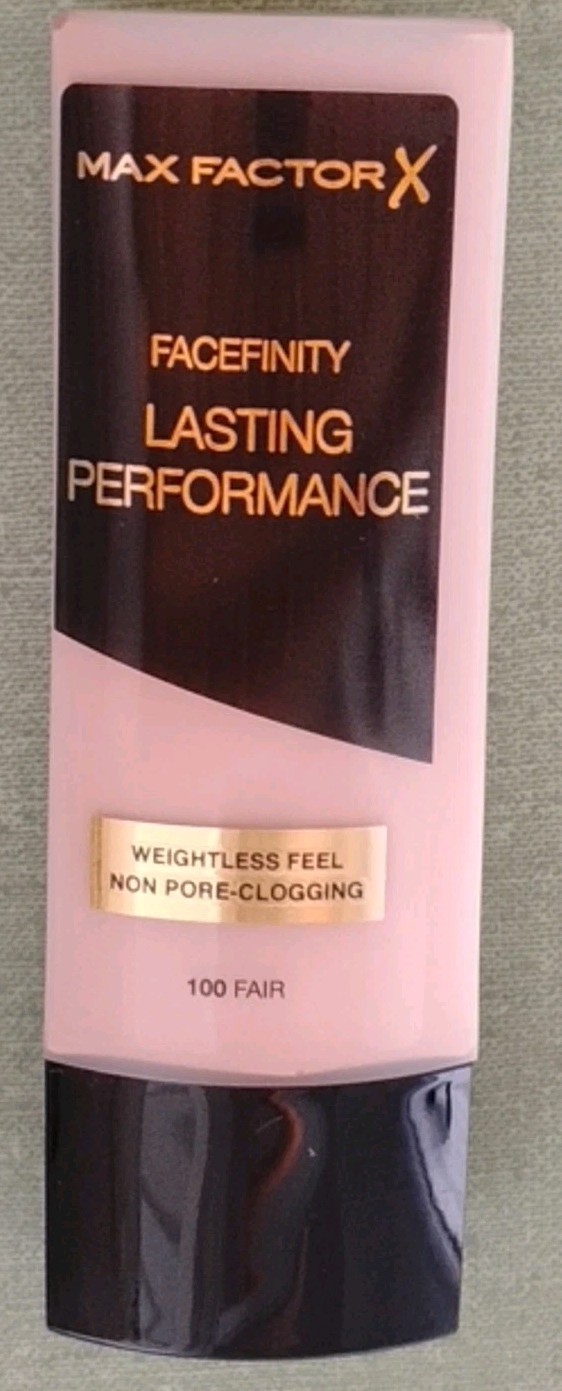 MAX FACTOR X
FACEFINITY
LASTING
PERFORMANCE
WEIGHTLESS FEEL
NON PORE-CLOGGING
100 FAIR